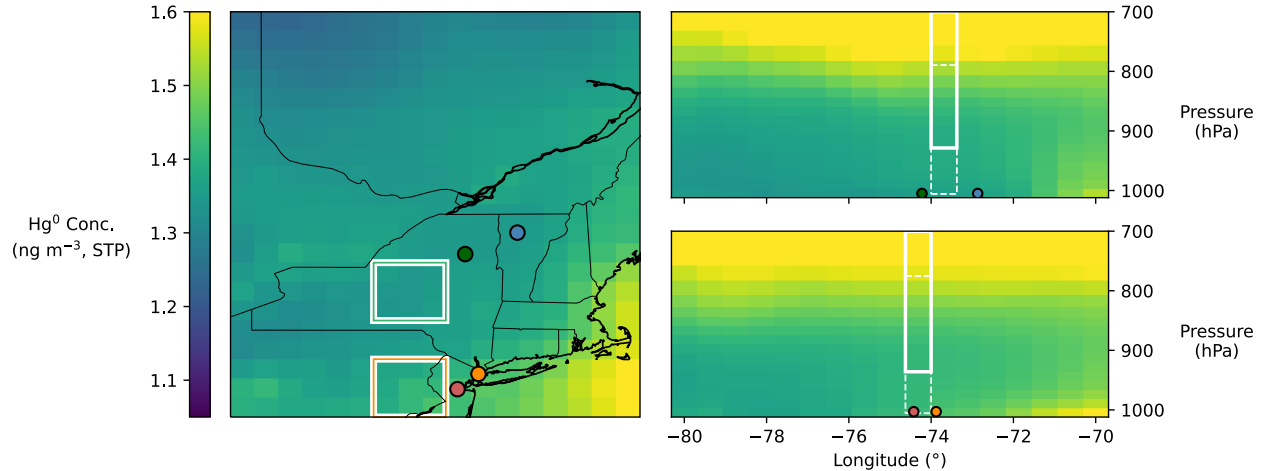 1.6
1.5
1.4
1.3
1.2
1.1
Hg⁰ Conc.
(ng m⁻³, STP)
700
800
900
1000
Pressure
(hPa)
700
800
900
1000
Pressure
(hPa)
−80
−78
−76
−74
−72
−70
Longitude (°)